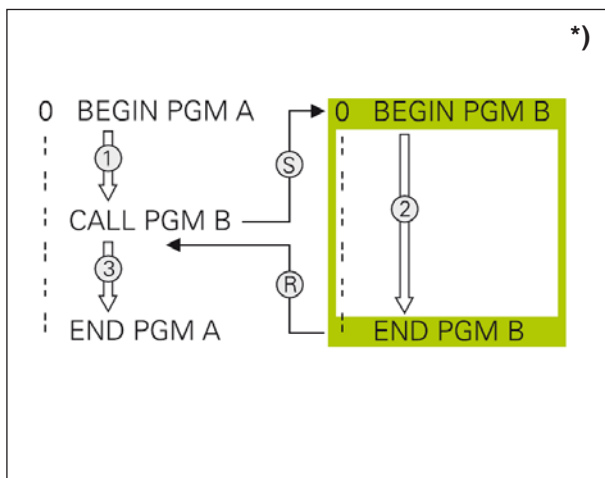 *)
0 BEGIN PGM A
0 BEGIN PGM B
1
S
CALL PGM B
2
3
R
END PGM A
END PGM B